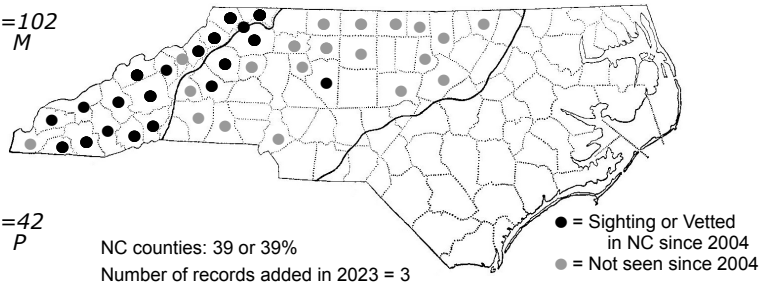 =102
M
=42
P
NC counties: 39 or 39%
Number of records added in 2023 = 3
= Sighting or Vetted
in NC since 2004
= Not seen since 2004